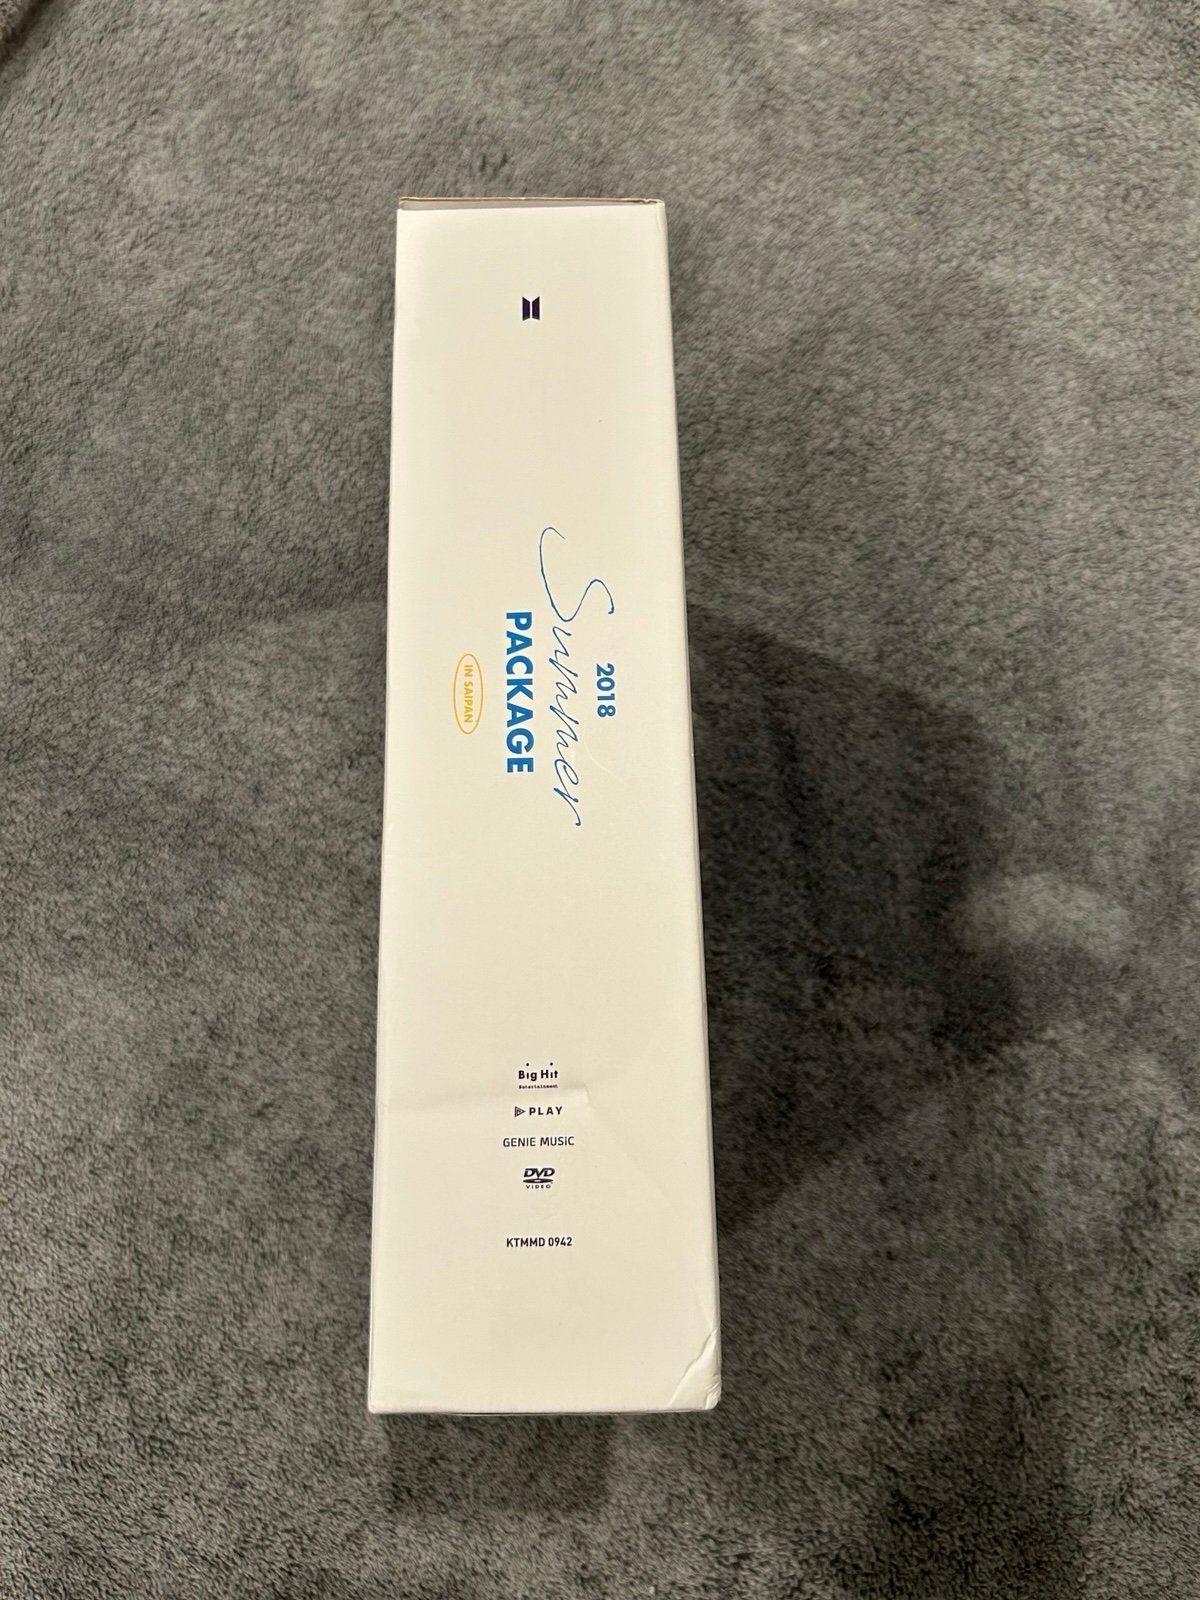 2018
Summer
PACKAGE
IN SAIPAN
Big Hit
Entertainment
PLAY
GENIE MUSiC
DVD
VIDEO
KTMMD 0942